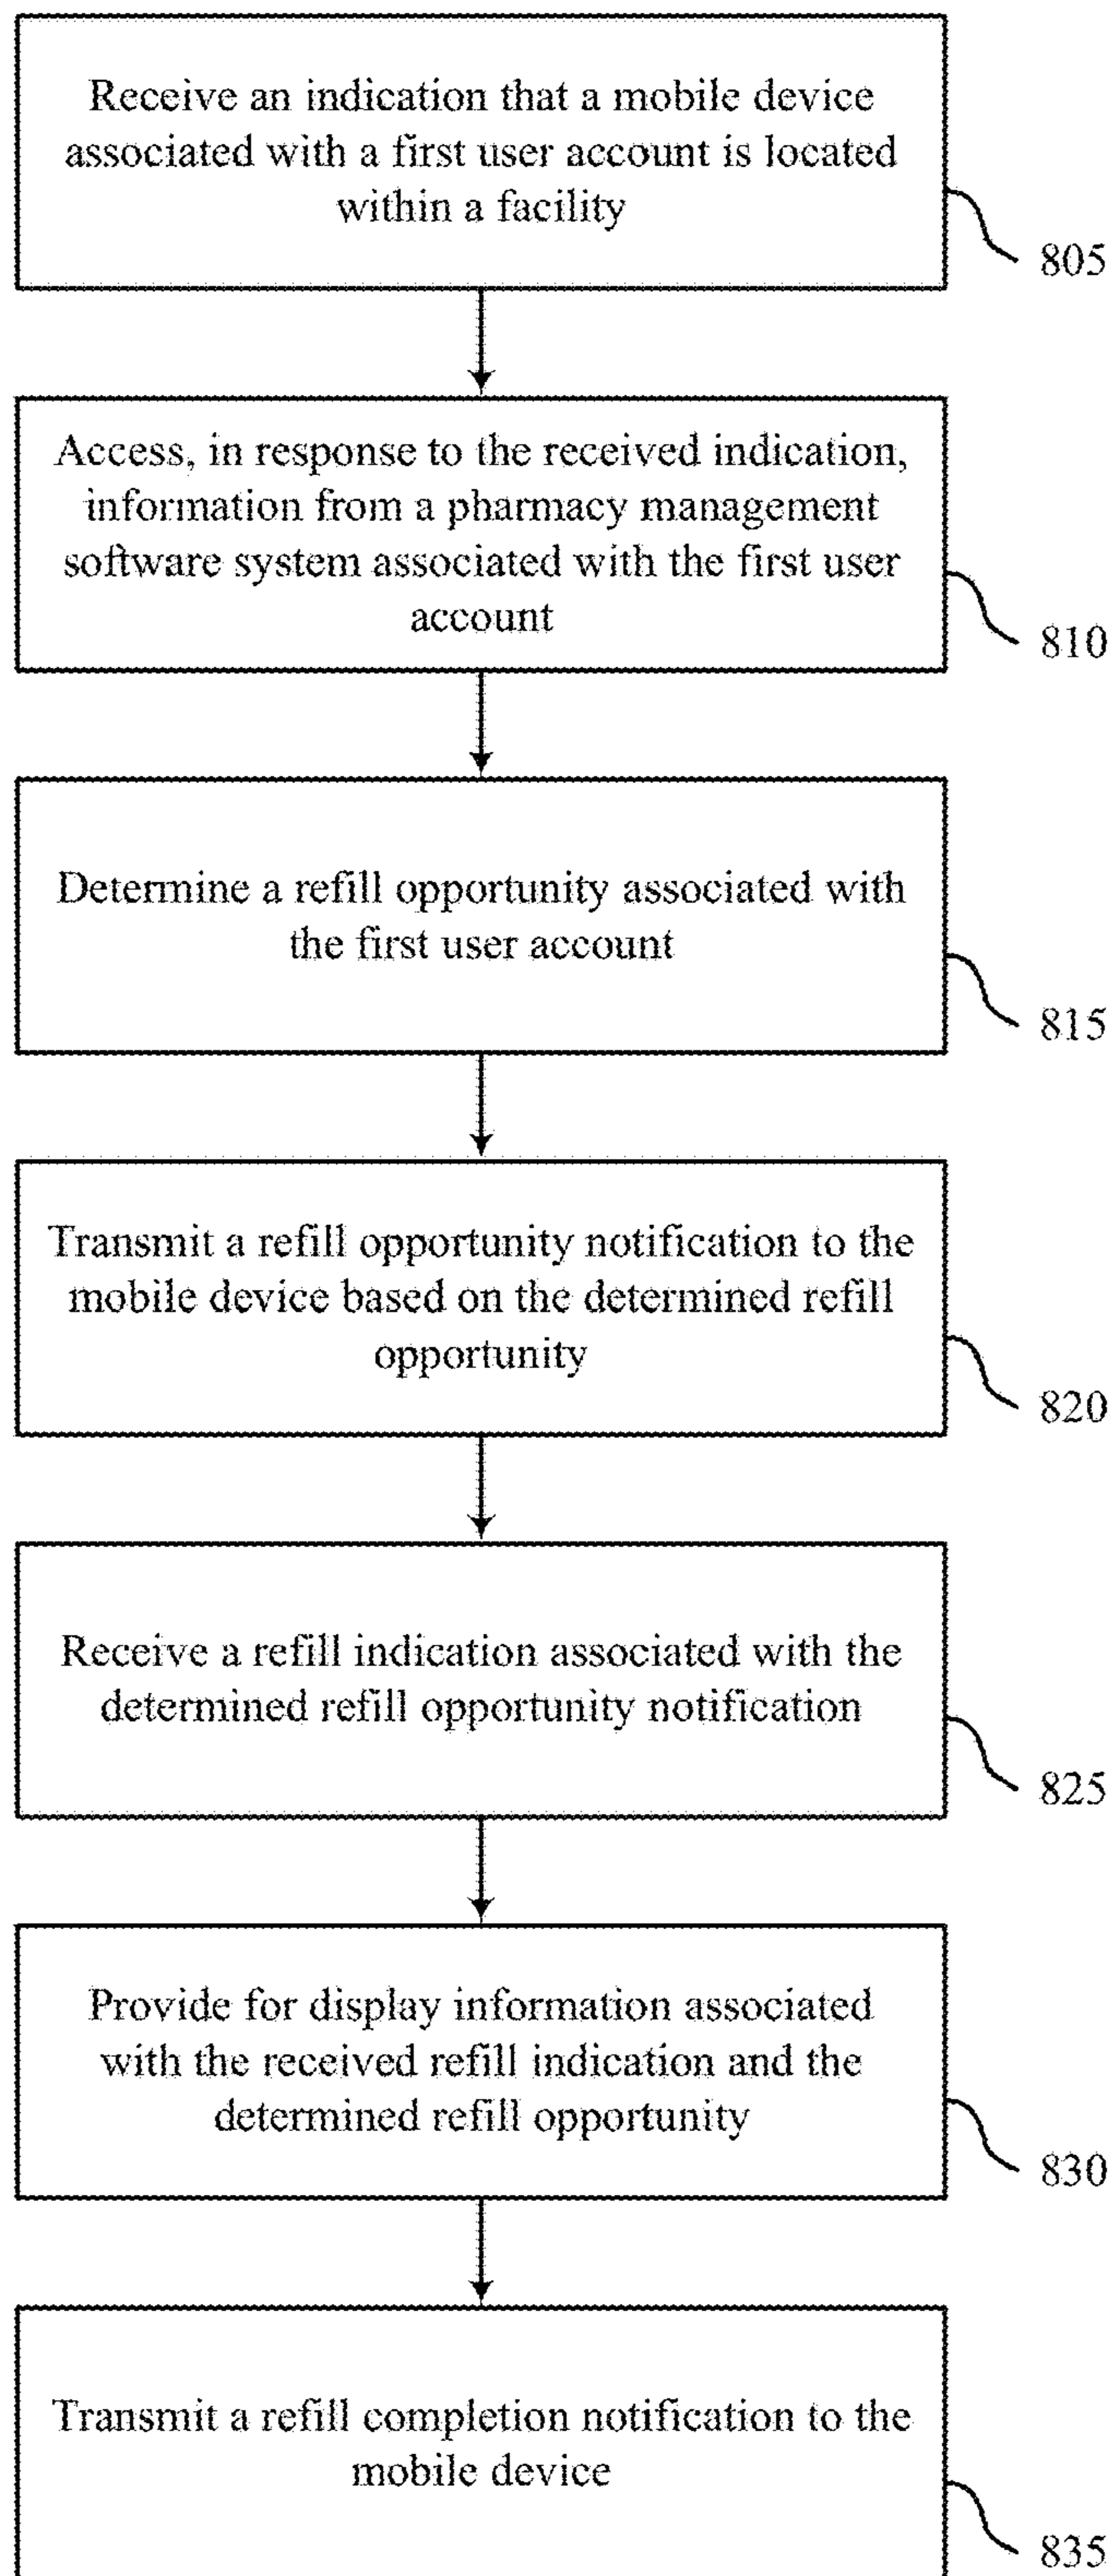 Receive an indication that a mobile device
associated with a first user account is located
within a facility
805
Access, in response to the received indication,
information from a pharmacy management
software system associated with the first user
account
810
Determine a refill opportunity associated with
the first user account
815
Transmit a refill opportunity notification to the
mobile device based on the determined refill
opportunity
820
Receive a refill indication associated with the
determined refill opportunity notification
825
Provide for display information associated
with the received refill indication and the
determined refill opportunity
830
Transmit a refill completion notification to the
mobile device
835